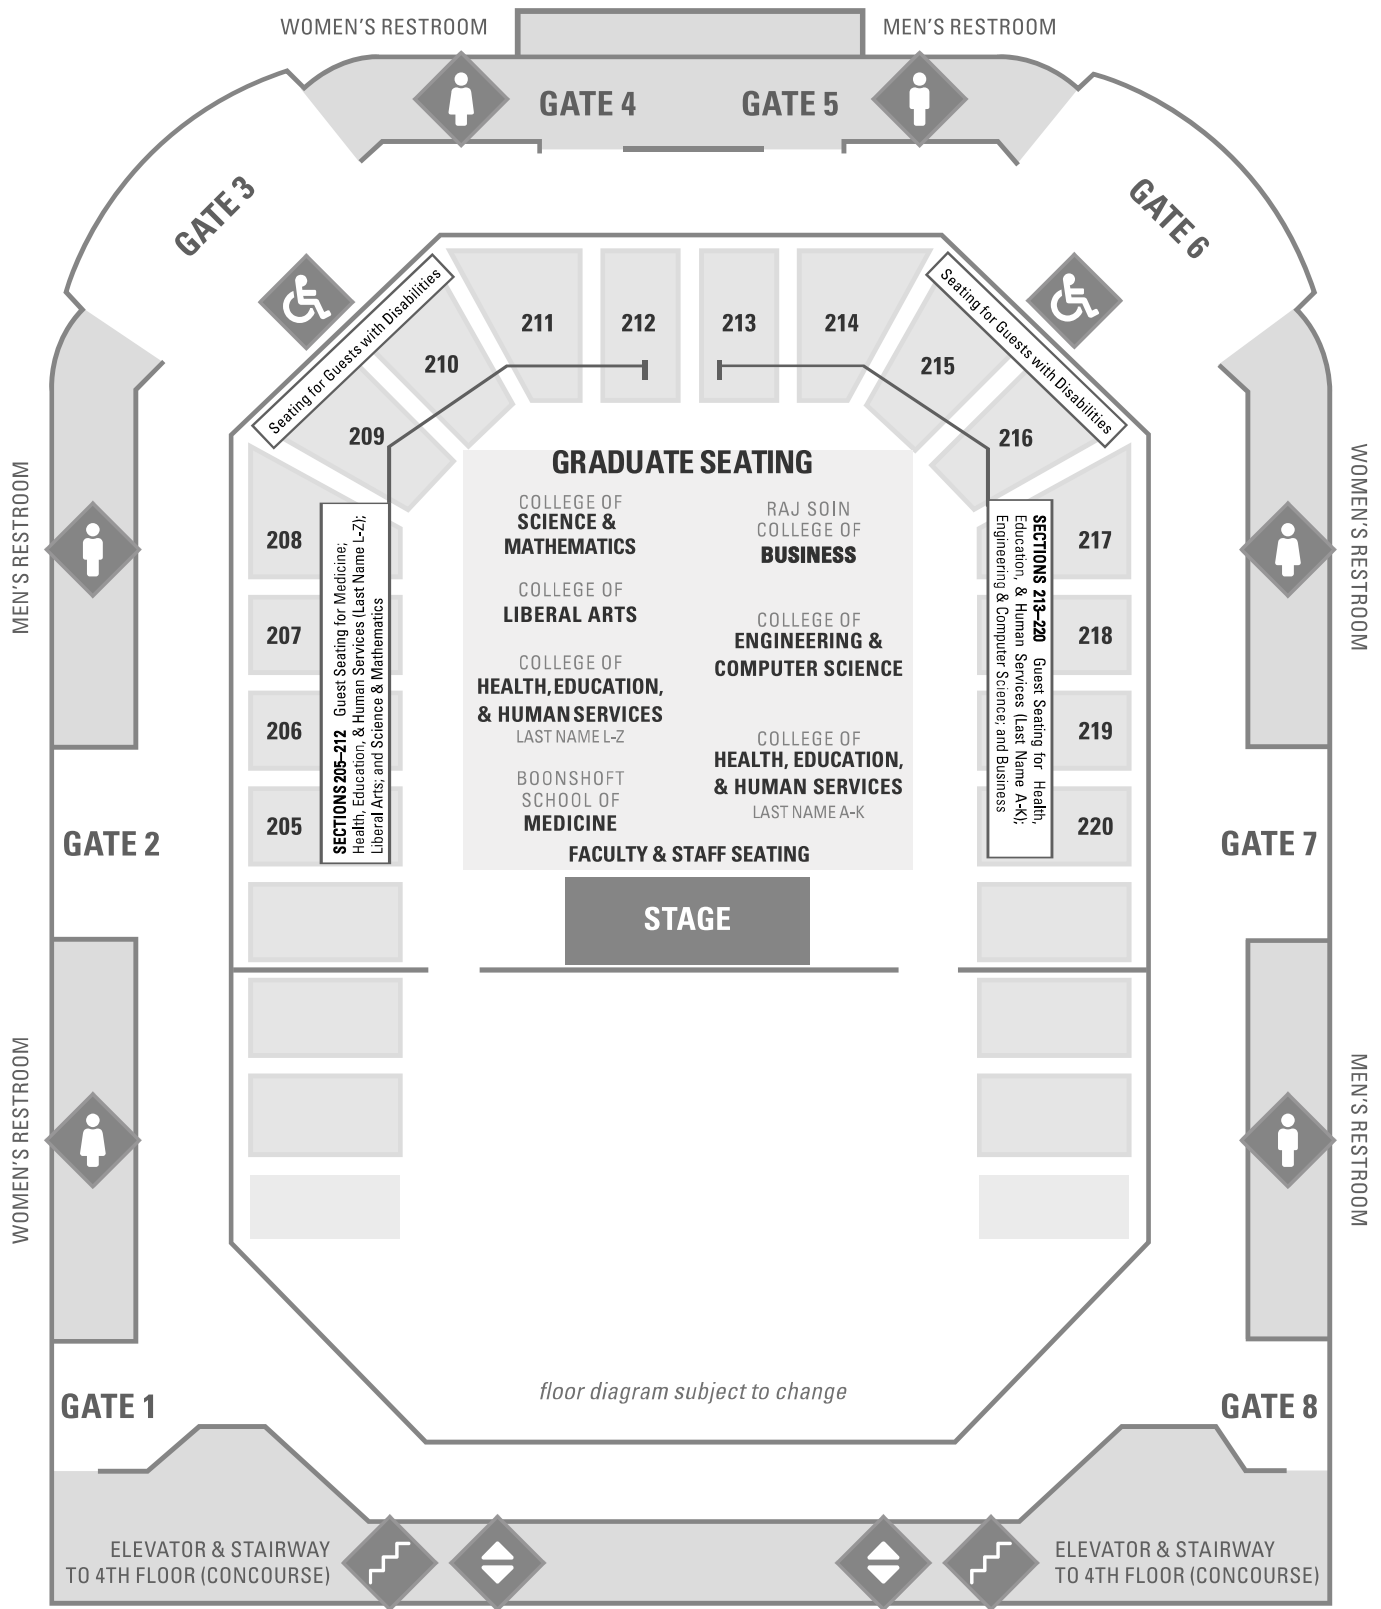 WOMEN'S RESTROOM
MEN'S RESTROOM
GATE 4
GATE 5
GATE 3
GATE 6
Seating for Guests with Disabilities
Seating for Guests with Disabilities
211
212
213
214
210
215
209
216
GRADUATE SEATING
COLLEGE OF
SCIENCE &
MATHEMATICS
COLLEGE OF
LIBERAL ARTS
COLLEGE OF
HEALTH, EDUCATION,
& HUMAN SERVICES
LAST NAME L-Z
BOONSHOFT
SCHOOL OF
MEDICINE
RAJ SOIN
COLLEGE OF
BUSINESS
COLLEGE OF
ENGINEERING &
COMPUTER SCIENCE
COLLEGE OF
HEALTH, EDUCATION,
& HUMAN SERVICES
LAST NAME A-K
FACULTY & STAFF SEATING
STAGE
MEN'S RESTROOM
208
207
206
205
SECTIONS 205–212 Guest Seating for Medicine;
Health, Education, & Human Services (Last Name L-Z);
Liberal Arts; and Science & Mathematics
SECTIONS 213–220 Guest Seating for Health,
Education, & Human Services (Last Name A-K);
Engineering & Computer Science; and Business
217
218
219
220
WOMEN'S RESTROOM
GATE 2
GATE 7
WOMEN'S RESTROOM
MEN'S RESTROOM
floor diagram subject to change
GATE 1
GATE 8
ELEVATOR & STAIRWAY
TO 4TH FLOOR (CONCOURSE)
ELEVATOR & STAIRWAY
TO 4TH FLOOR (CONCOURSE)